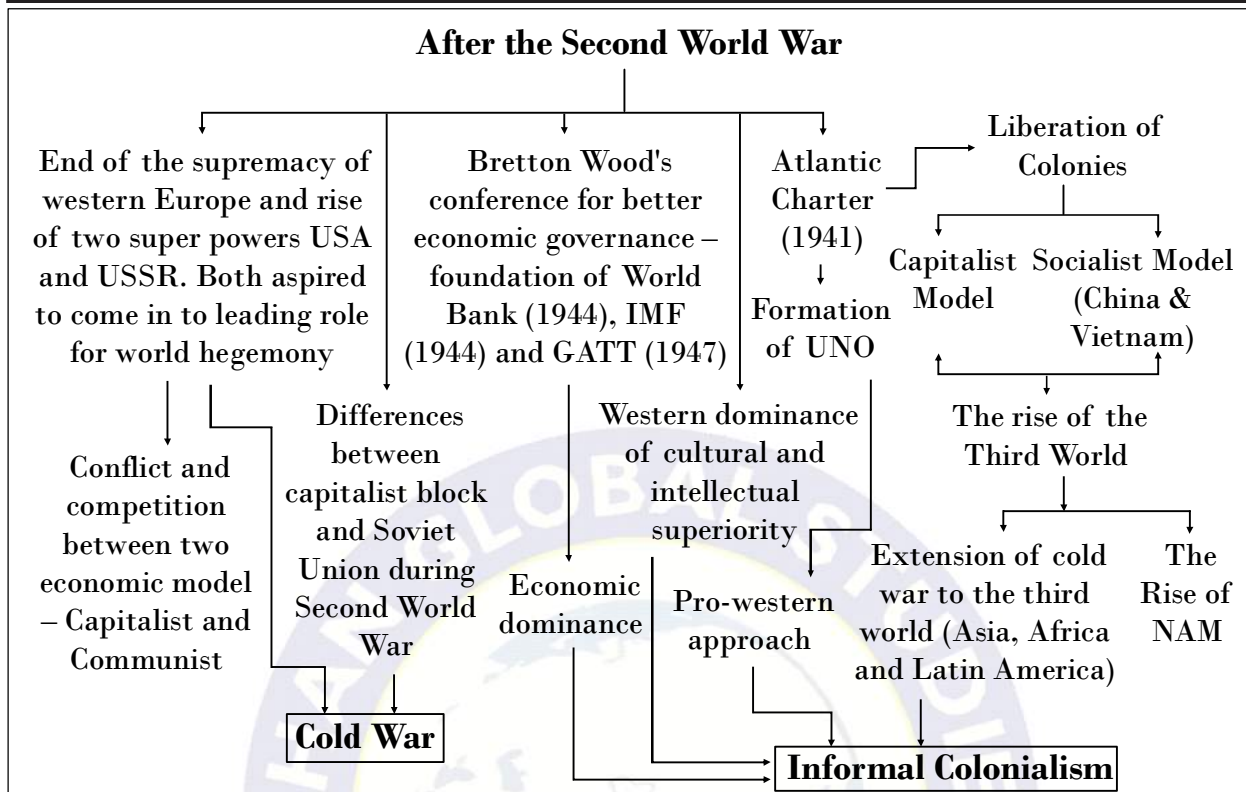 After the Second World War
End of the supremacy of
western Europe and rise
of two super powers USA
and USSR. Both aspired
to come in to leading role
for world hegemony
Bretton Wood's
conference for better
economic governance –
foundation of World
Bank (1944), IMF
(1944) and GATT (1947)
Atlantic
Charter
(1941)
Formation
of UNO
Liberation of
Colonies
Capitalist
Model
Socialist Model
(China &
Vietnam)
The rise of the
Third World
Conflict and
competition
between two
economic model
– Capitalist and
Communist
Differences
between
capitalist block
and Soviet
Union during
Second World
War
Economic
dominance
Western dominance
of cultural and
intellectual
superiority
Pro-western
approach
Extension of cold
war to the third
world (Asia, Africa
and Latin America)
The
Rise of
NAM
Cold War
Informal Colonialism
HAN GLOBAL STUDIE